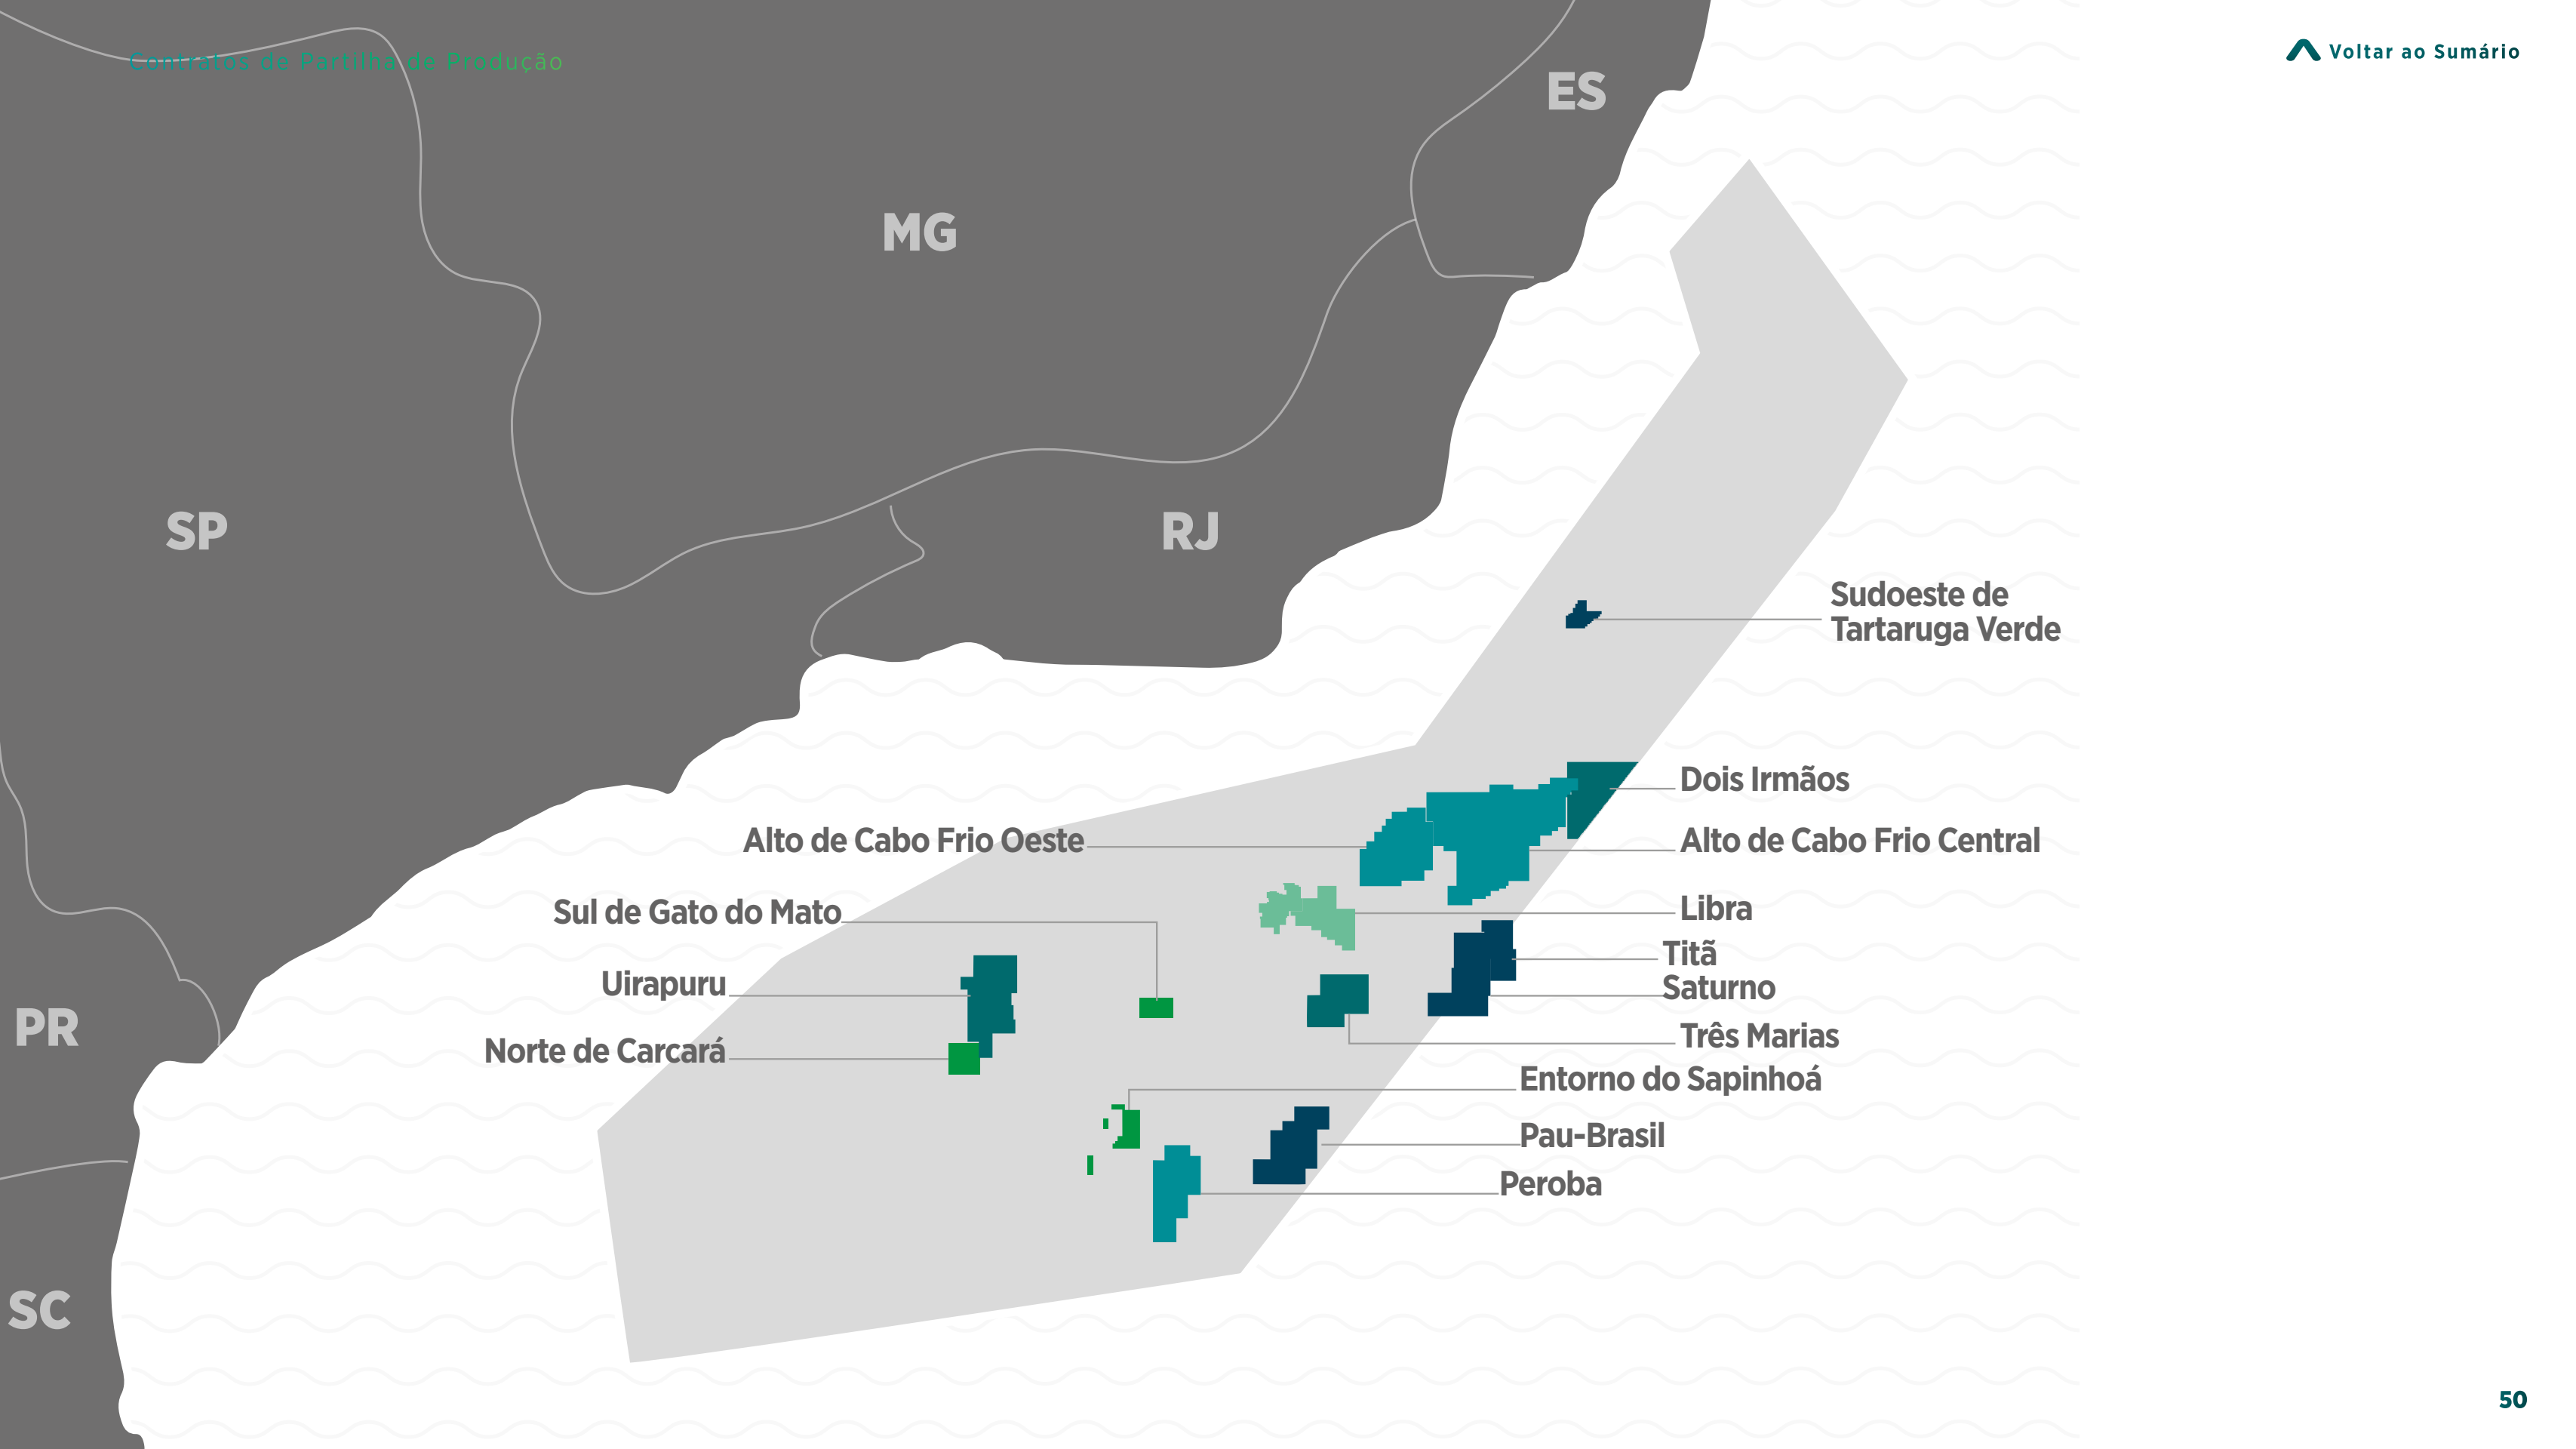 Contratos de Partilha de Produção
Voltar ao Sumário
ES
MG
SP
RJ
PR
SC
Sudoeste de
Tartaruga Verde
Dois Irmãos
Alto de Cabo Frio Oeste
Alto de Cabo Frio Central
Sul de Gato do Mato
Libra
Titã
Uirapuru
Saturno
Três Marias
Norte de Carcará
Entorno do Sapinhoá
Pau-Brasil
Peroba
50